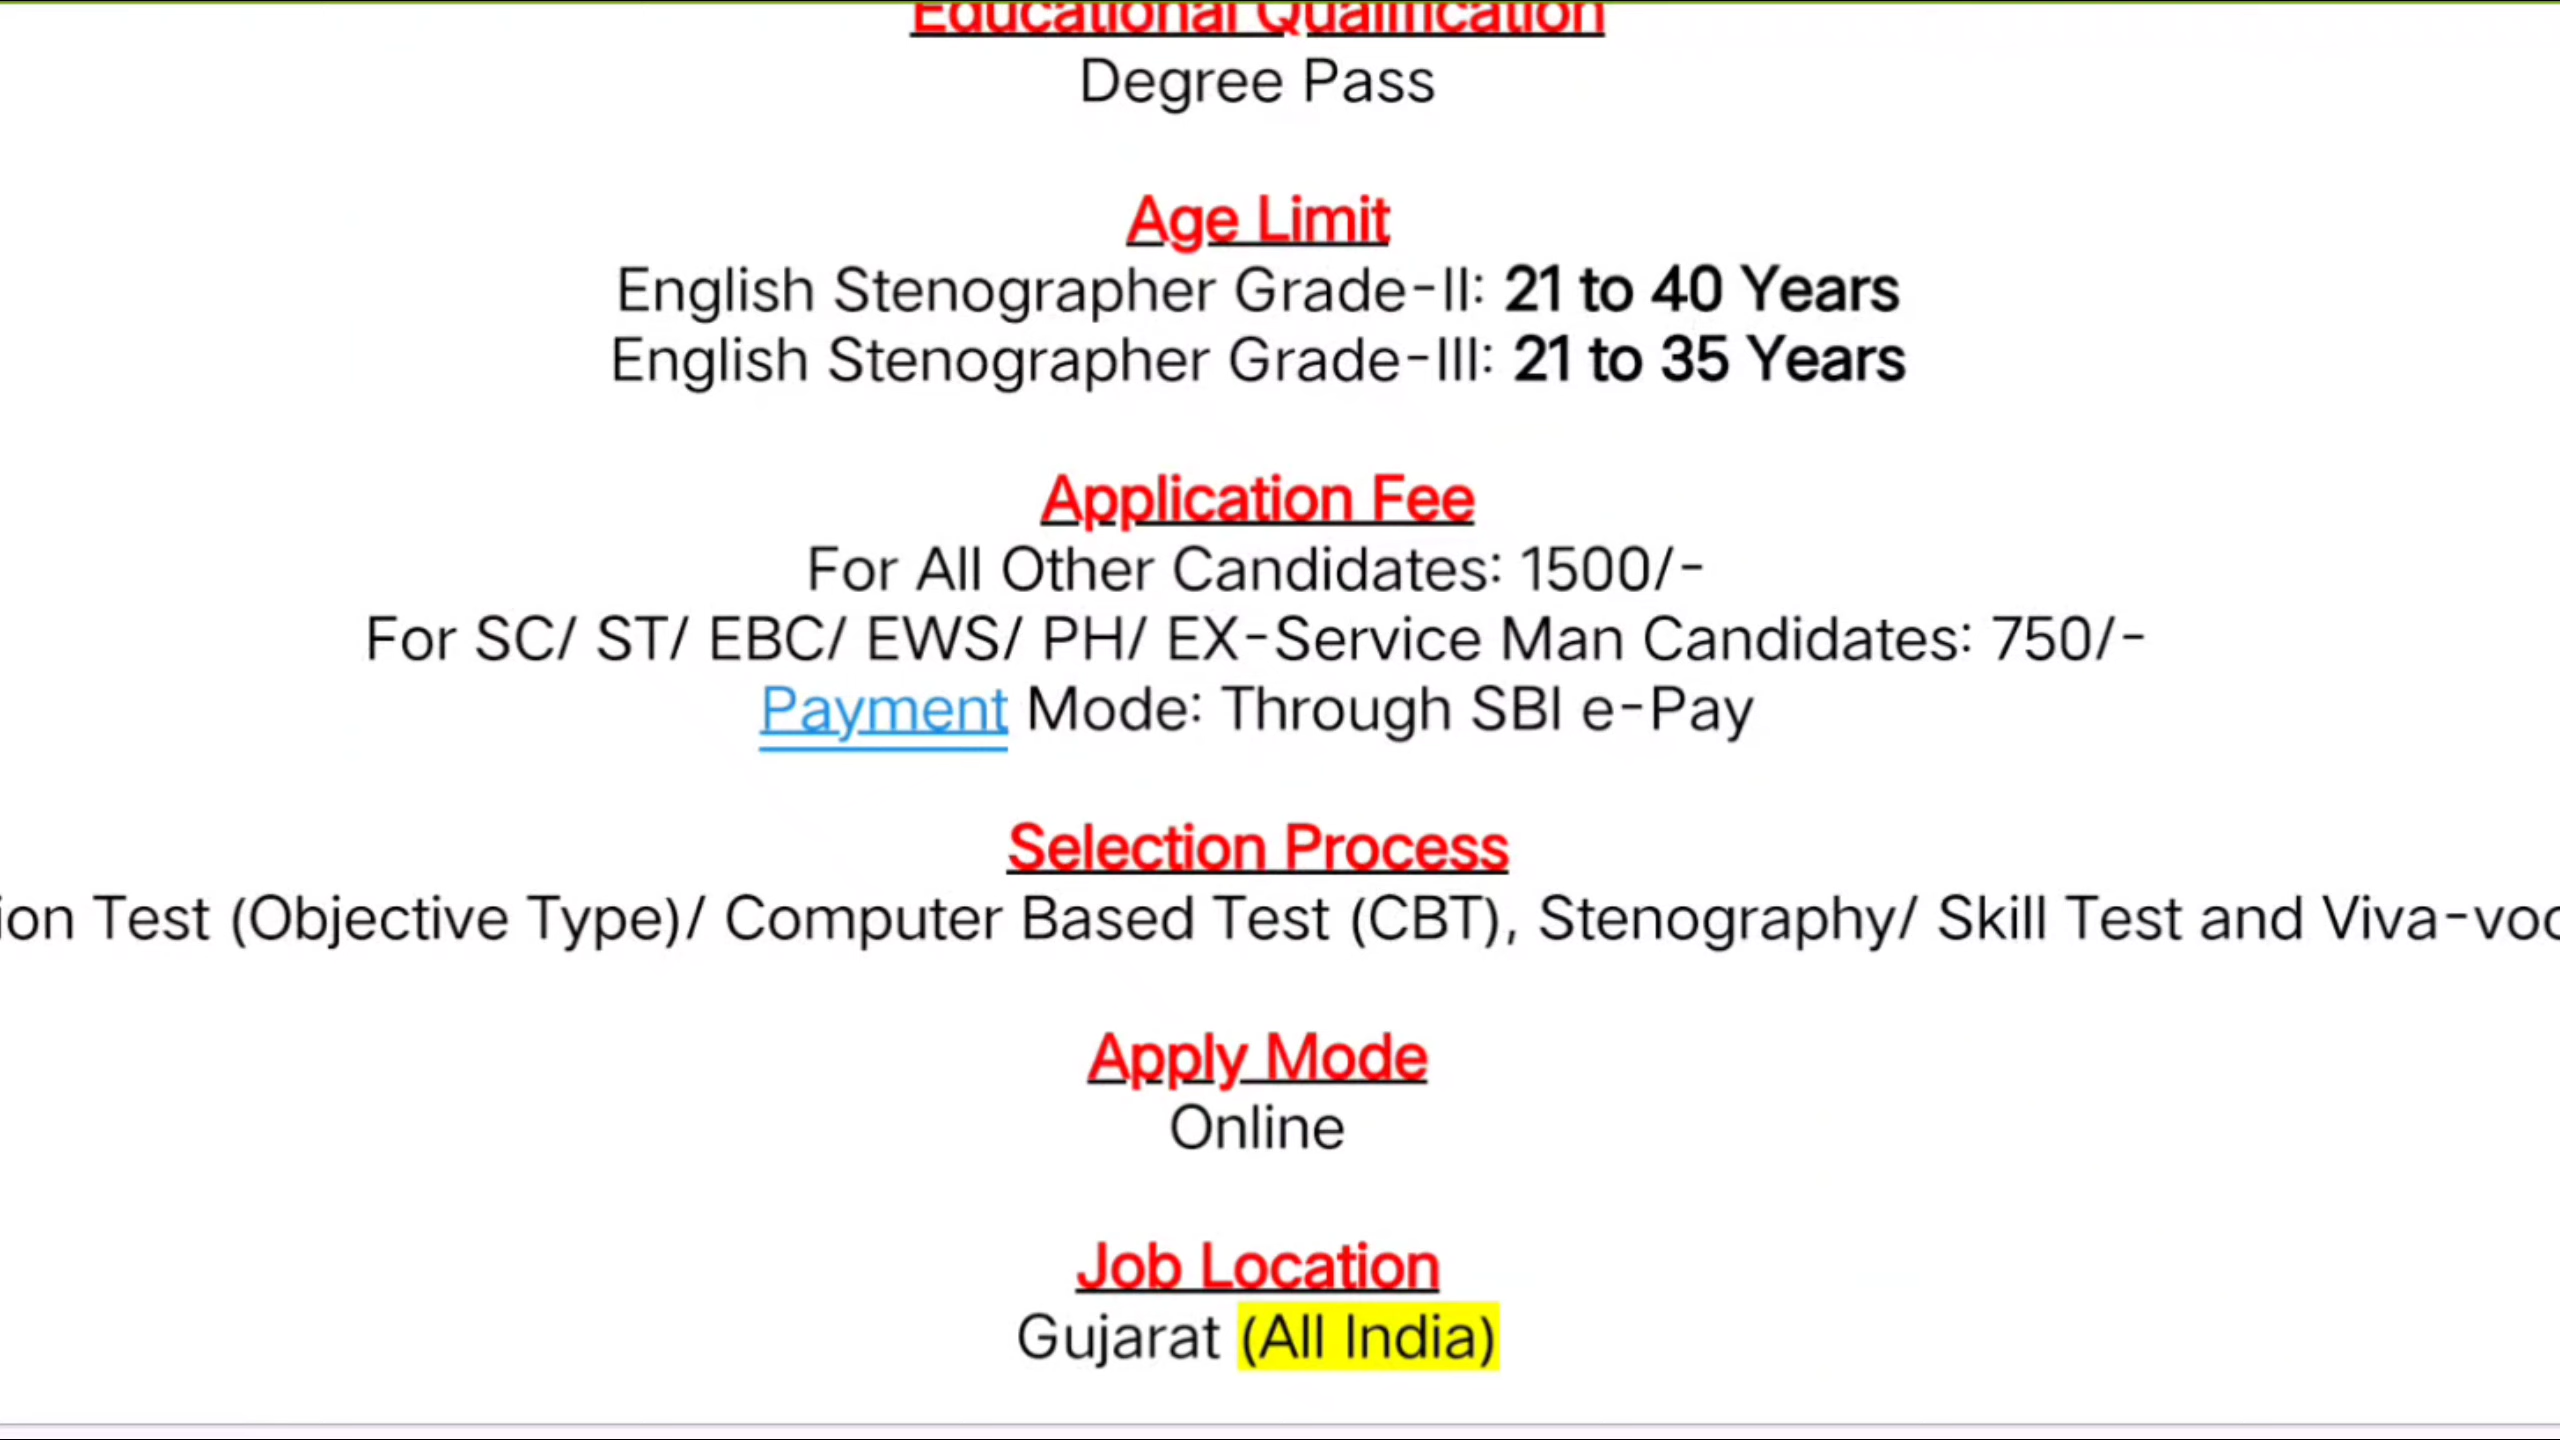 Educational Qualification
Degree Pass
Age Limit
English Stenographer Grade-II: 21 to 40 Years
English Stenographer Grade-III: 21 to 35 Years
Application Fee
For All Other Candidates: 1500/-
For SC/ ST/ EBC/ EWS/ PH/ EX-Service Man Candidates: 750/-
Payment Mode: Through SBI e-Pay
Selection Process
Test (Objective Type)/ Computer Based Test (CBT), Stenography/ Skill Test and
Apply Mode
Online
Job Location
Gujarat (All India)